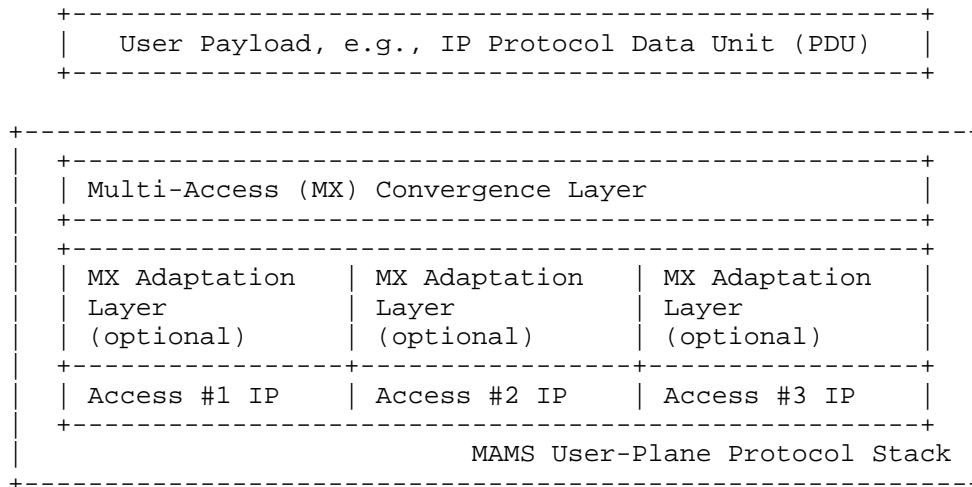 User Payload, e.g., IP Protocol Data Unit (PDU)
Multi-Access (MX) Convergence Layer
MX Adaptation | MX Adaptation | MX Adaptation
Layer | Layer | Layer
(optional) | (optional) | (optional)
Access #1 IP | Access #2 IP | Access #3 IP
MAMS User-Plane Protocol Stack